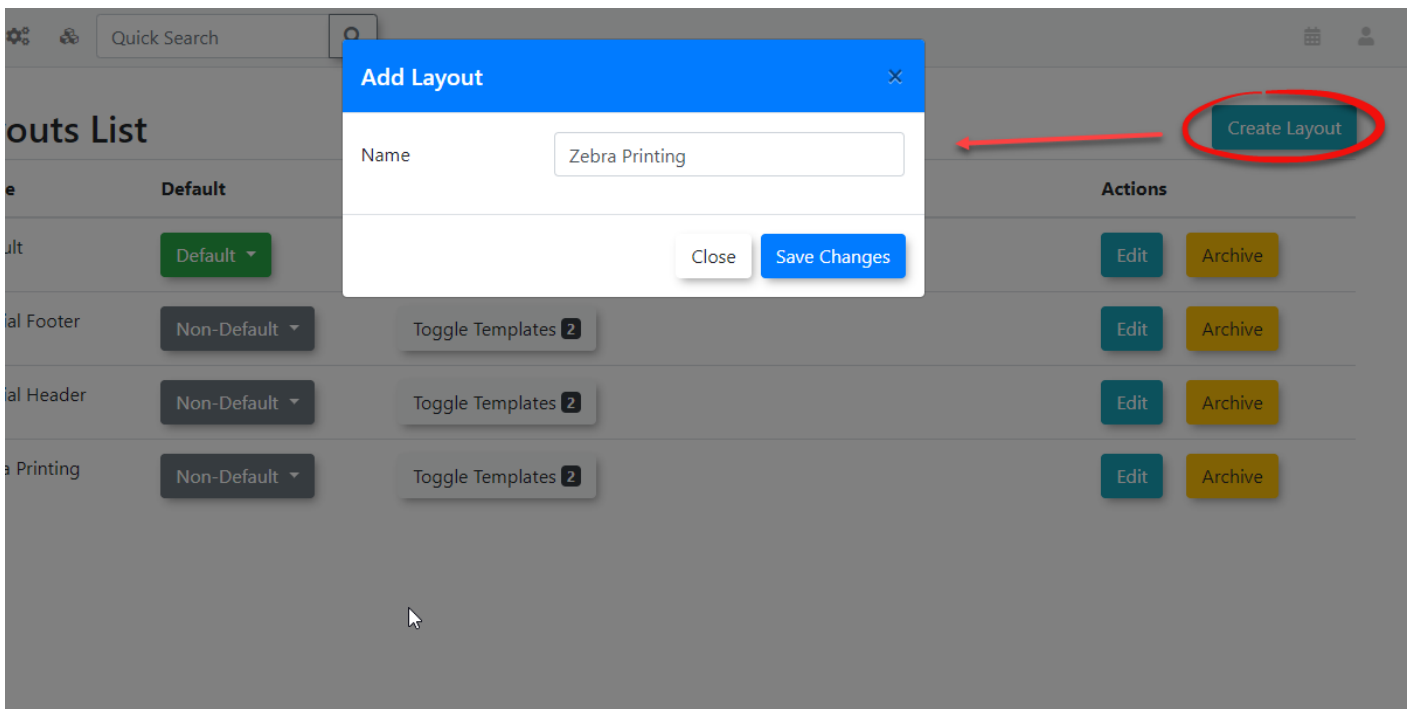 Quick Search
Add Layout ×
outs List
Create Layout
Name Zebra Printing
e Default Actions
ult Default Edit Archive
Close Save Changes
ial Footer Non-Default Toggle Templates 2 Edit Archive
ial Header Non-Default Toggle Templates 2 Edit Archive
a Printing Non-Default Toggle Templates 2 Edit Archive